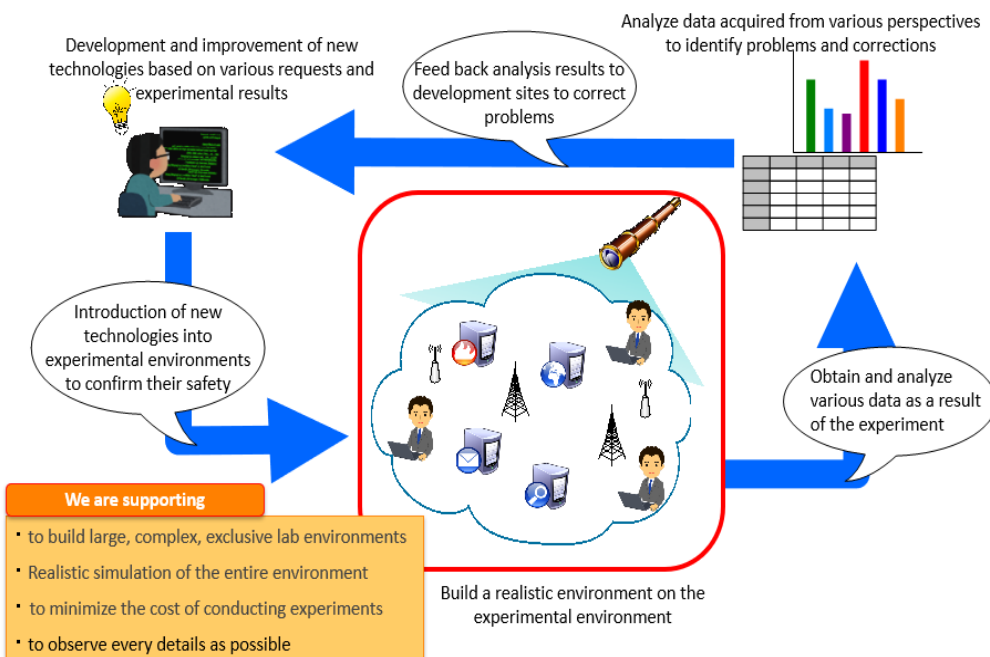 Development and improvement of new
technologies based on various requests and
experimental results
Feed back analysis results to
development sites to correct
problems
Analyze data acquired from various perspectives
to identify problems and corrections
Introduction of new
technologies into
experimental environments
to confirm their safety
Obtain and analyze
various data as a result
of the experiment
We are supporting
・to build large, complex, exclusive lab environments
・Realistic simulation of the entire environment
・to minimize the cost of conducting experiments
・to observe every details as possible
Build a realistic environment on the
experimental environment